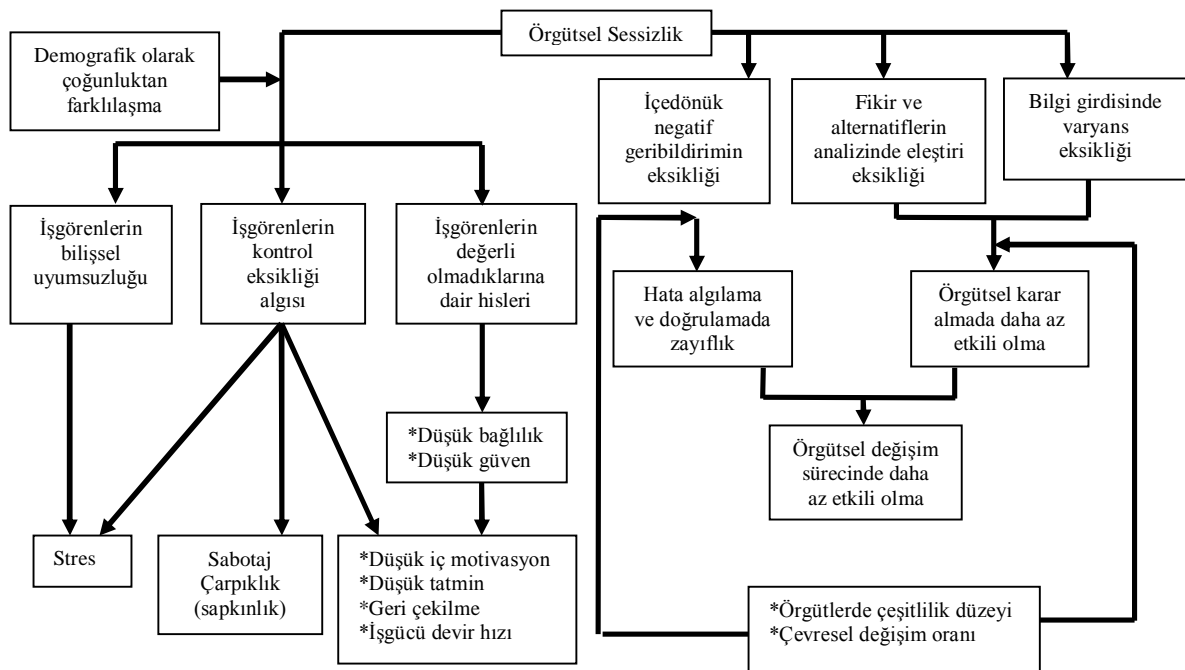 Örgütsel Sessizlik
Demografik olarak
çoğunluktan
farklılaşma
İçedönük
negatif
geribildirimin
eksikliği
Fikir ve
alternatiflerin
analizinde eleştiri
eksikliği
Bilgi girdisinde
varyans
eksikliği
İşgörenlerin
bilişsel
uyumsuzluğu
İşgörenlerin
kontrol
eksikliği
algısı
İşgörenlerin
değerli
olmadıklarına
dair hisleri
Hata algılama
ve doğrulamada
zayıflık
Örgütsel karar
almada daha az
etkili olma
*Düşük bağlılık
*Düşük güven
Örgütsel değişim
sürecinde daha
az etkili olma
Stres
Sabotaj
Çarpıklık
(sapkınlık)
*Düşük iç motivasyon
*Düşük tatmin
*Geri çekilme
*İşgücü devir hızı
*Örgütlerde çeşitlilik düzeyi
*Çevresel değişim oranı